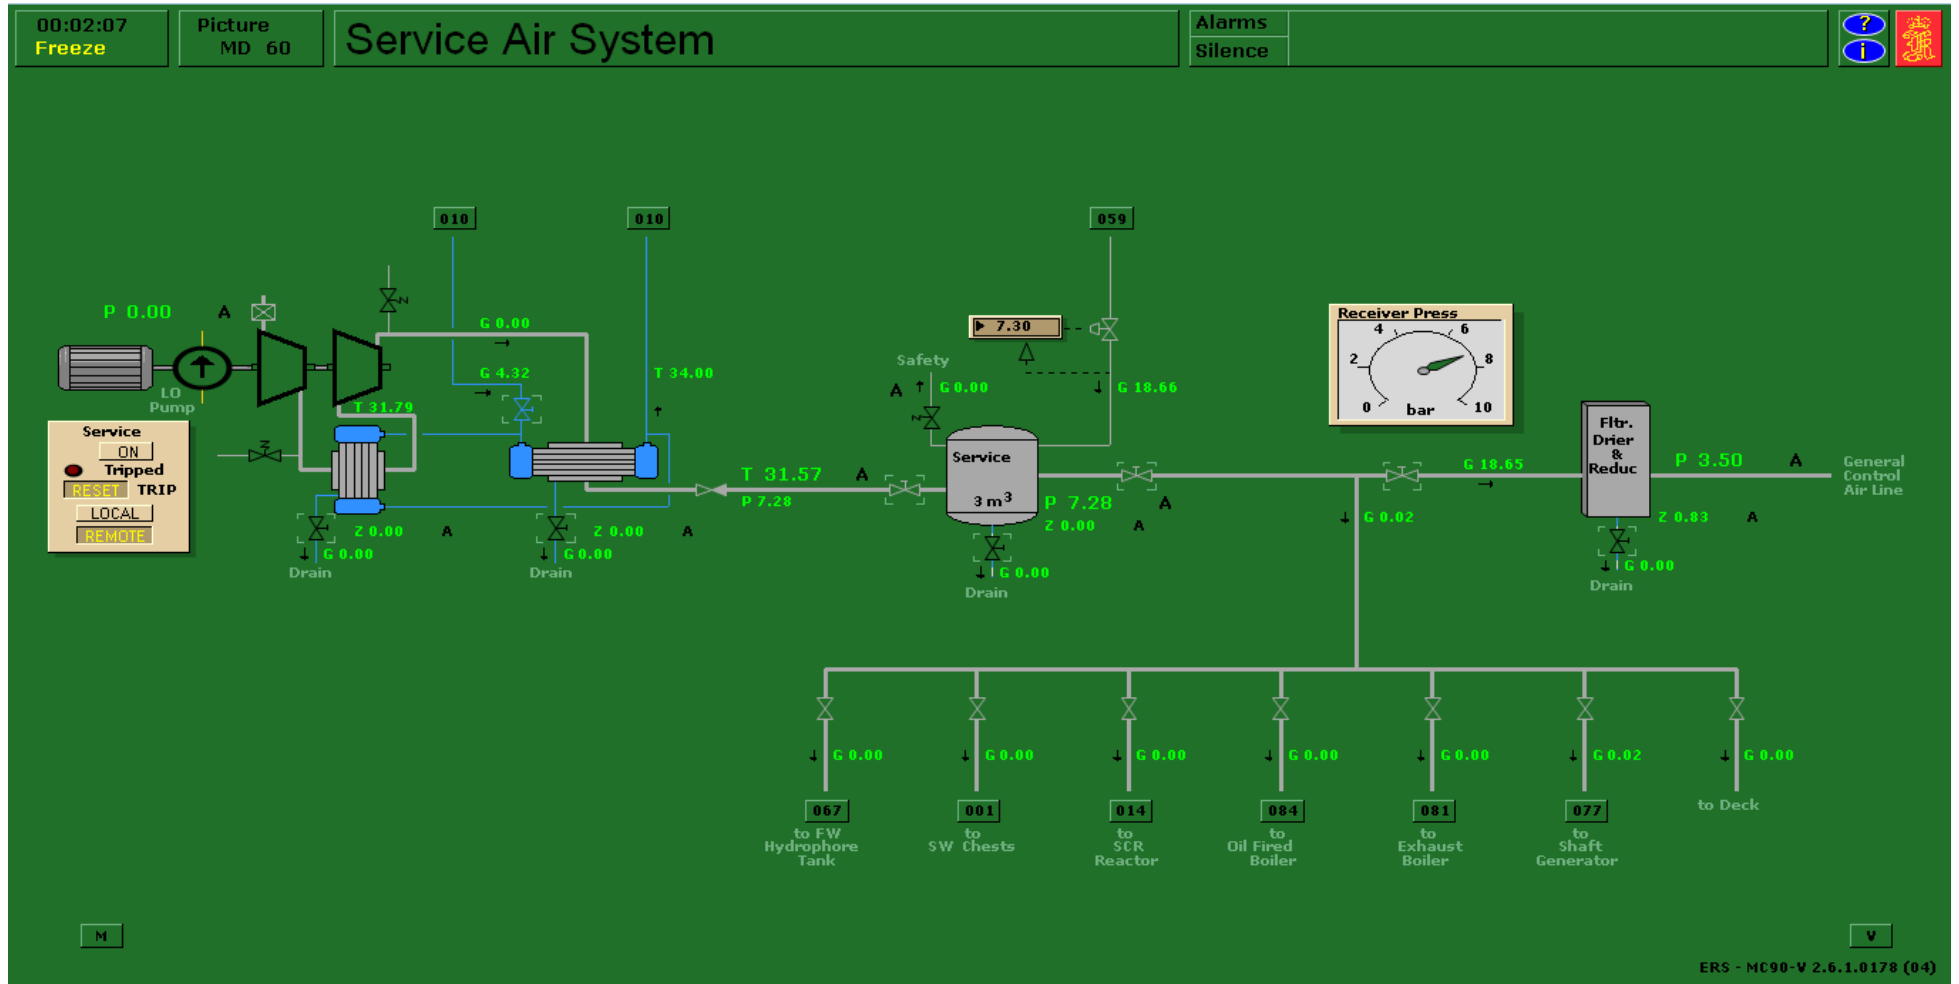 00:02:07
Freeze
Picture
MD 60
Service Air System
Alarms
Silence
?
i
010
010
059
P 0.00
A
G 0.00
7.30
Receiver Press
0 2 4 6 8 10
bar
Safety
A
G 0.00
G 18.66
G 4.32
T 34.00
LO
Pump
T 31.79
Service
ON
Tripped
RESET TRIP
LOCAL
REMOTE
Z
Z
Z
T 31.57 A
P 7.28
Service
3 m³
P 7.28 A
Z 0.00 A
G 18.65
Fltr.
Drier
&
Reduc
P 3.50 A
General
Control
Air Line
Z 0.00 A
G 0.00
Drain
Z 0.00 A
G 0.00
Drain
G 0.00
Drain
G 0.02
Z 0.83 A
G 0.00
Drain
G 0.00
G 0.00
G 0.00
G 0.00
G 0.00
G 0.02
G 0.00
067
to FW
Hydrophore
Tank
001
to
SW Chests
014
to
SCR
Reactor
084
to
Oil Fired
Boiler
081
to
Exhaust
Boiler
077
to
Shaft
Generator
to Deck
M
V
ERS - MC90-V 2.6.1.0178 (04)